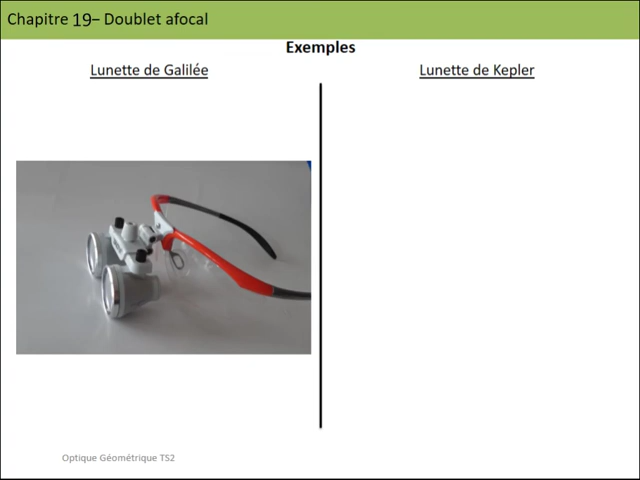 Chapitre 19– Doublet afocal
Exemples
Lunette de Galilée
Lunette de Kepler
Optique Géométrique TS2